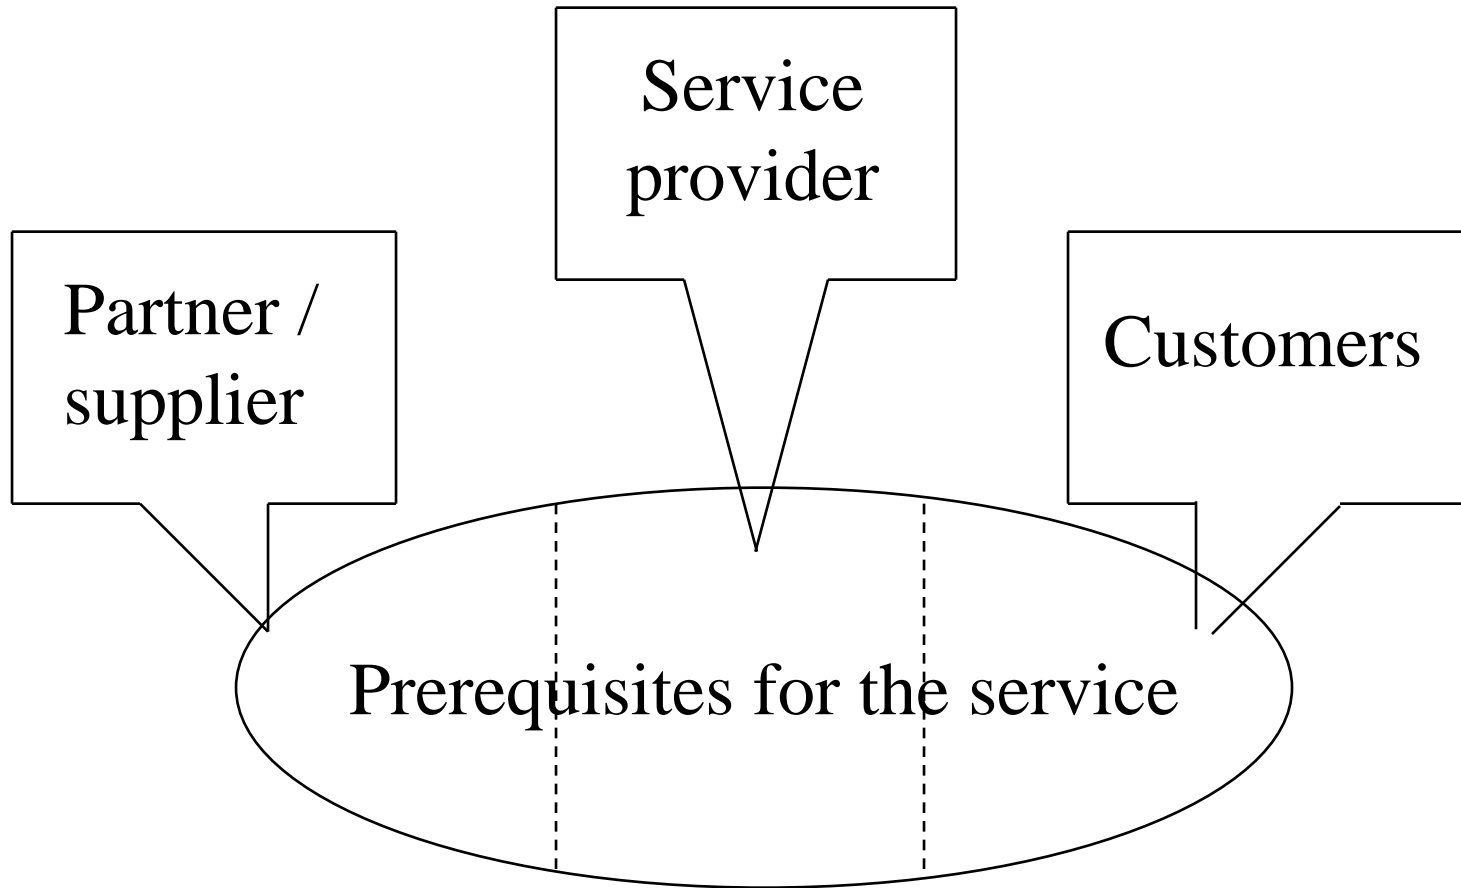 Service
provider
Partner /
supplier
Customers
Prerequisites for the service